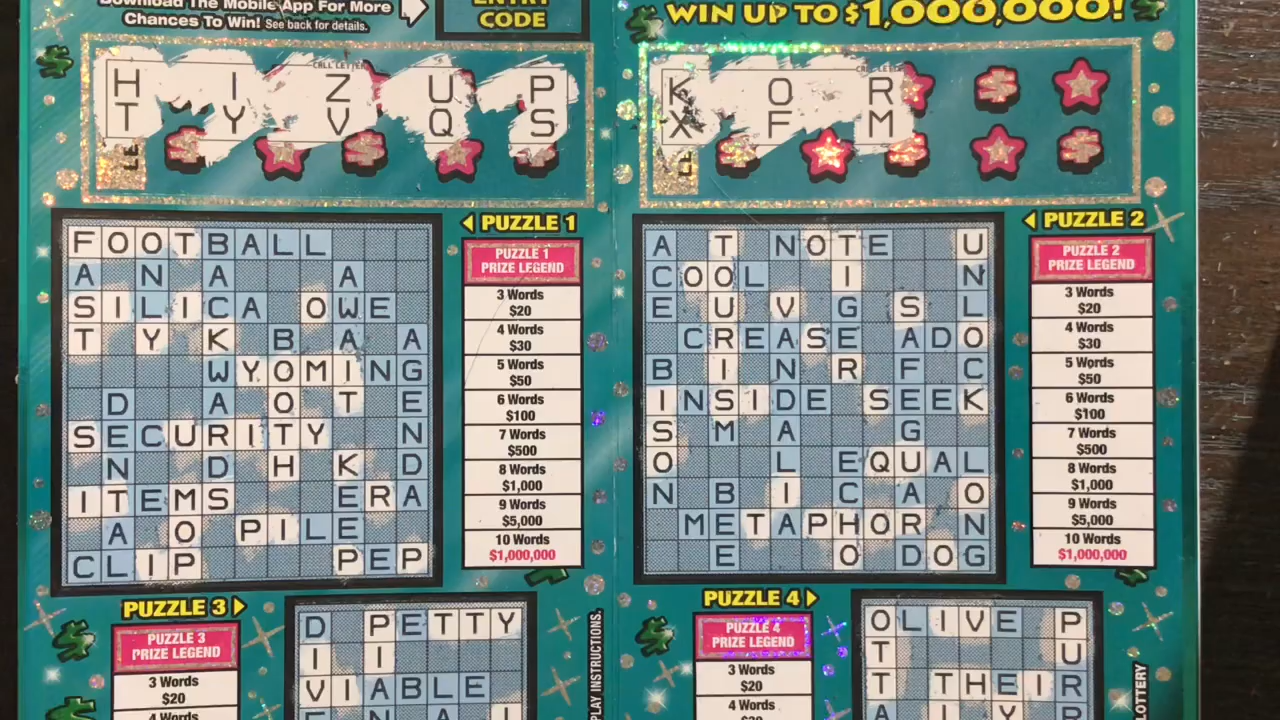 Download The Mobile App For More
Chances To Win! See back for details.
ENTRY
CODE
WIN UP TO $1,000,000!
CALL LETTERS
H I Z U P
T Y V Q S
K O R
X F M
PUZZLE 1
PUZZLE 1
PRIZE LEGEND
3 Words
$20
4 Words
$30
5 Words
$50
6 Words
$100
7 Words
$500
8 Words
$1,000
9 Words
$5,000
10 Words
$1,000,000
FOOTBALL
A N A A
SILICA OWE
T Y K B A A
WYOMING
D A O T E
SECURITY N
N D H K D
ITEMS ERA
A O PILE
CLIP PEP
PUZZLE 2
PUZZLE 2
PRIZE LEGEND
3 Words
$20
4 Words
$30
5 Words
$50
6 Words
$100
7 Words
$500
8 Words
$1,000
9 Words
$5,000
10 Words
$1,000,000
A T NOTE U
COOL I N
E U V G S L
CREASE ADO
B I N R F C
INSIDE SEEK
S M A G
O L EQUAL
N B I C A O
METAPHOR N
E O DOG
PUZZLE 3
PUZZLE 3
PRIZE LEGEND
3 Words
$20
4 Words
D PETTY
I I
VIABLE
PLAY INSTRUCTIONS.
PUZZLE 4
PUZZLE 4
PRIZE LEGEND
3 Words
$20
4 Words
$30
OLIVE P
T U
T THEIR
LOTTERY